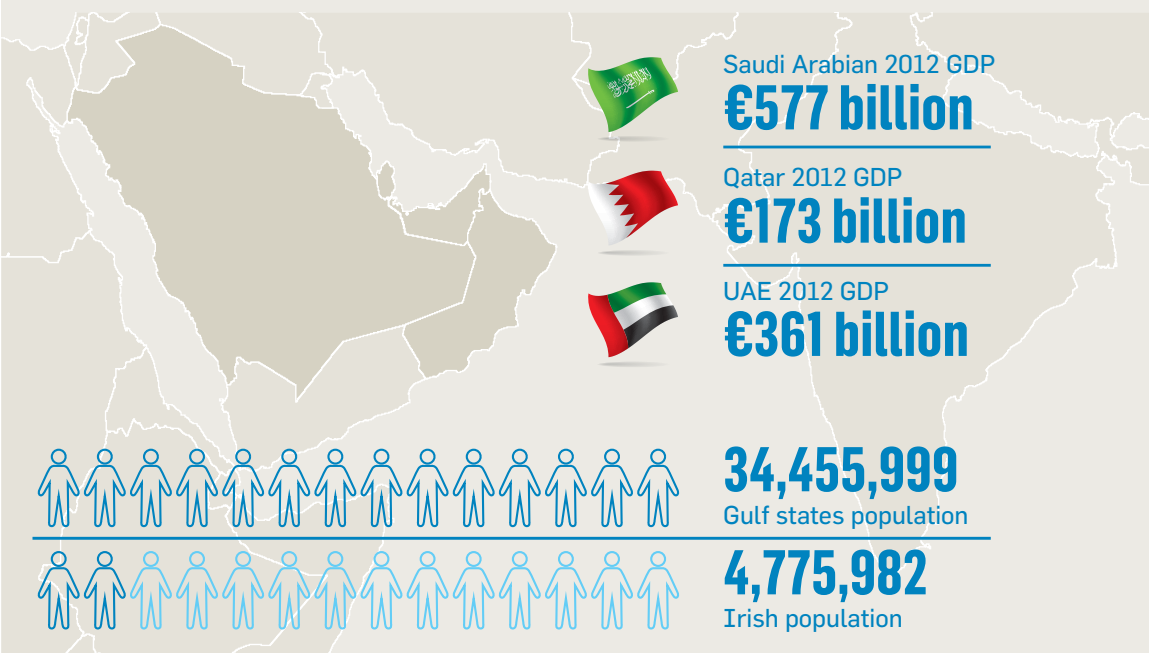 Saudi Arabian 2012 GDP
€577 billion
Qatar 2012 GDP
€173 billion
UAE 2012 GDP
€361 billion
34,455,999
Gulf states population
4,775,982
Irish population